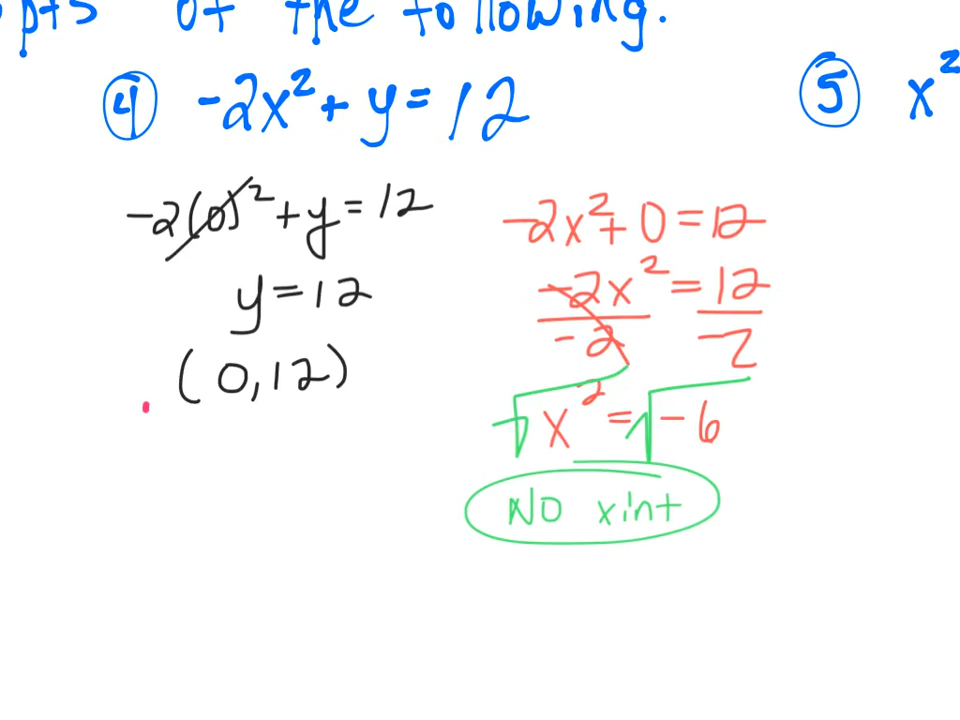 pts of the following.
④ -2x² + y = 12
⑤ x²
-2(0)² + y = 12
y = 12
(0, 12)
-2x² + 0 = 12
-2x² = 12
-2 -2
√x² = √-6
No x int